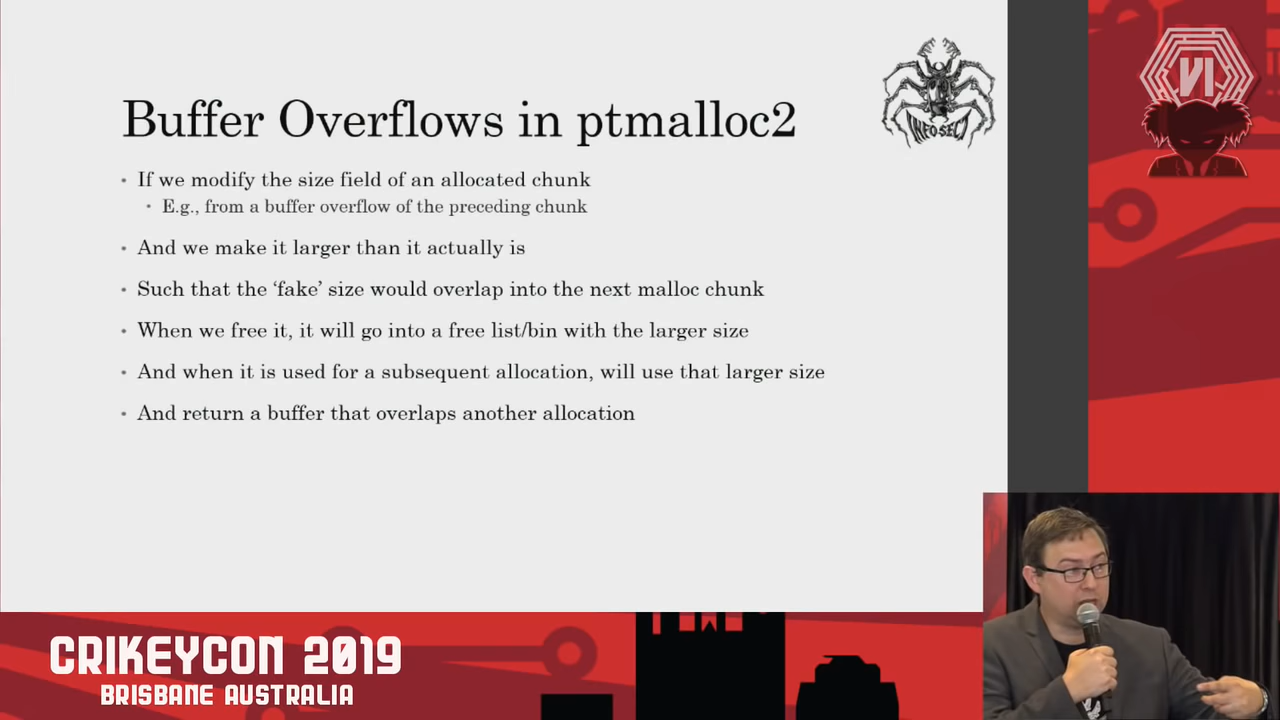 Buffer Overflows in ptmalloc2
INFOSECT
VI
• If we modify the size field of an allocated chunk
• E.g., from a buffer overflow of the preceding chunk
• And we make it larger than it actually is
• Such that the ‘fake’ size would overlap into the next malloc chunk
• When we free it, it will go into a free list/bin with the larger size
• And when it is used for a subsequent allocation, will use that larger size
• And return a buffer that overlaps another allocation
CRIKEYCON 2019
BRISBANE AUSTRALIA